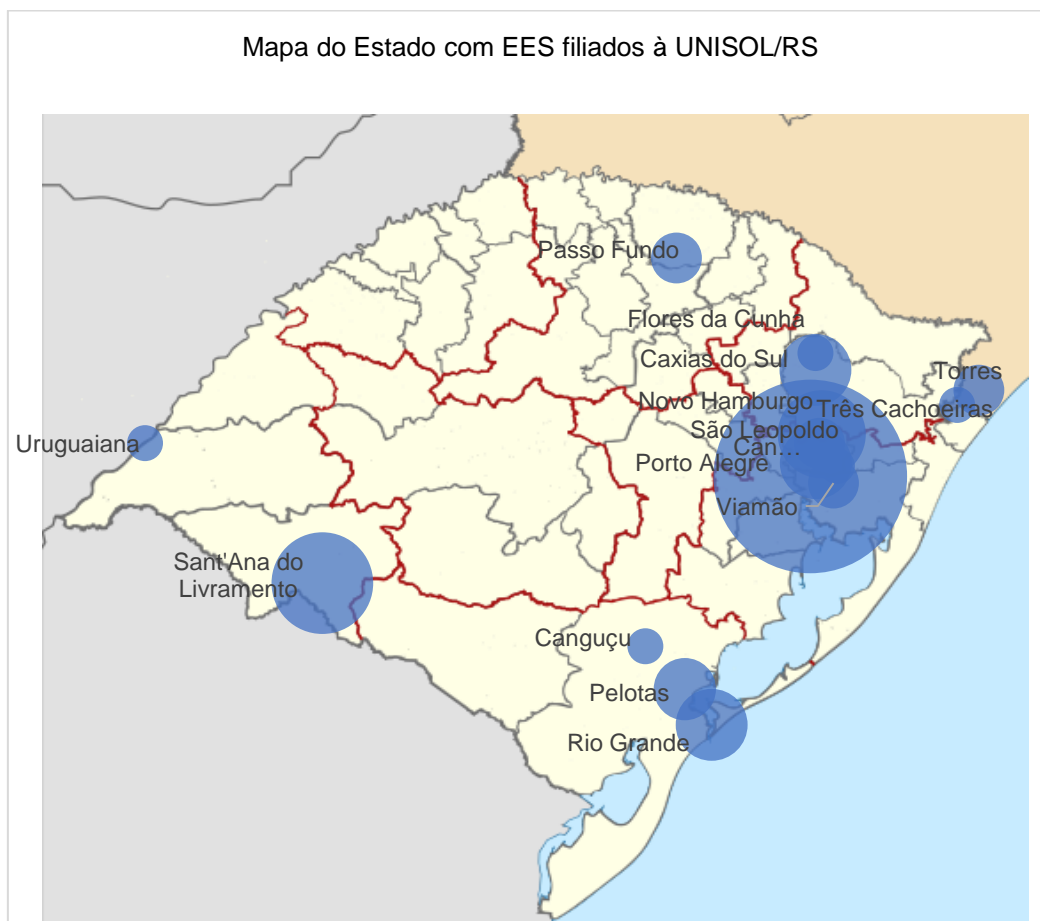 Mapa do Estado com EES filiados à UNISOL/RS
Passo Fundo
Flores da Cunha
Caxias do Sul
Torres
Novo Hamburgo
Três Cachoeiras
São Leopoldo
Uruguaiana
Can…
Porto Alegre
Viamão
Sant'Ana do
Livramento
Canguçu
Pelotas
Rio Grande